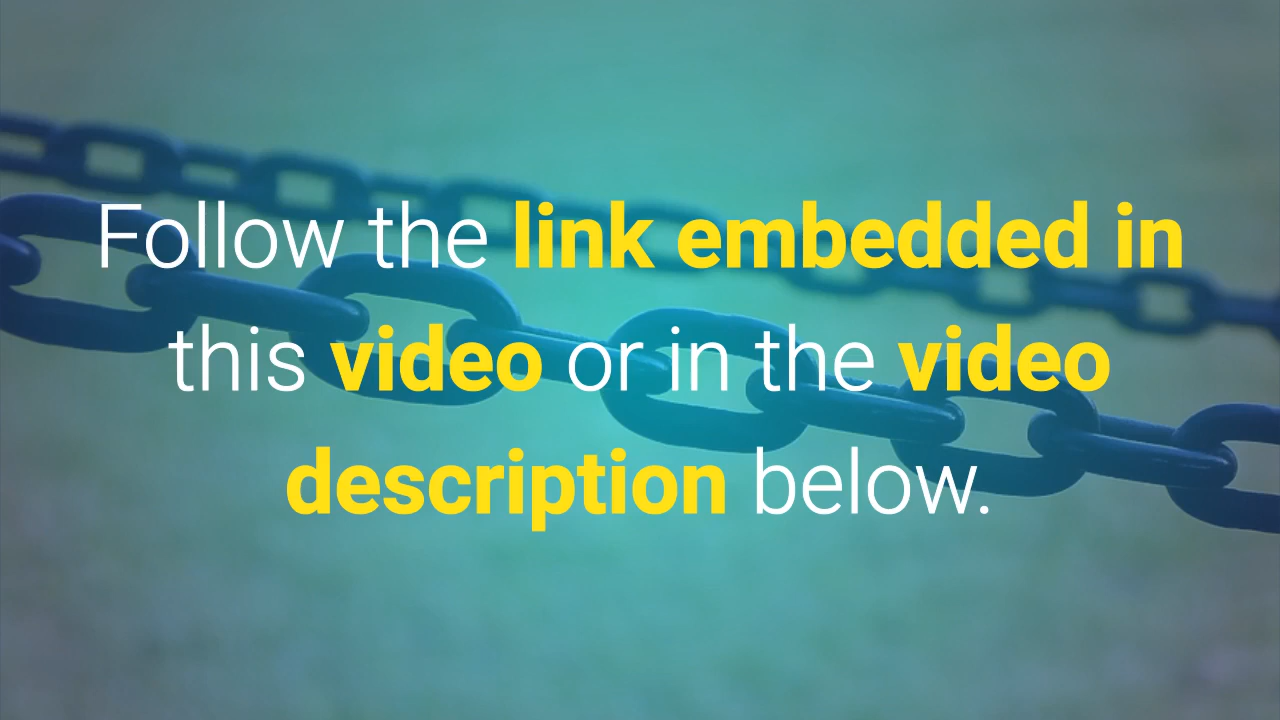 Follow the link embedded in
this video or in the video
description below.